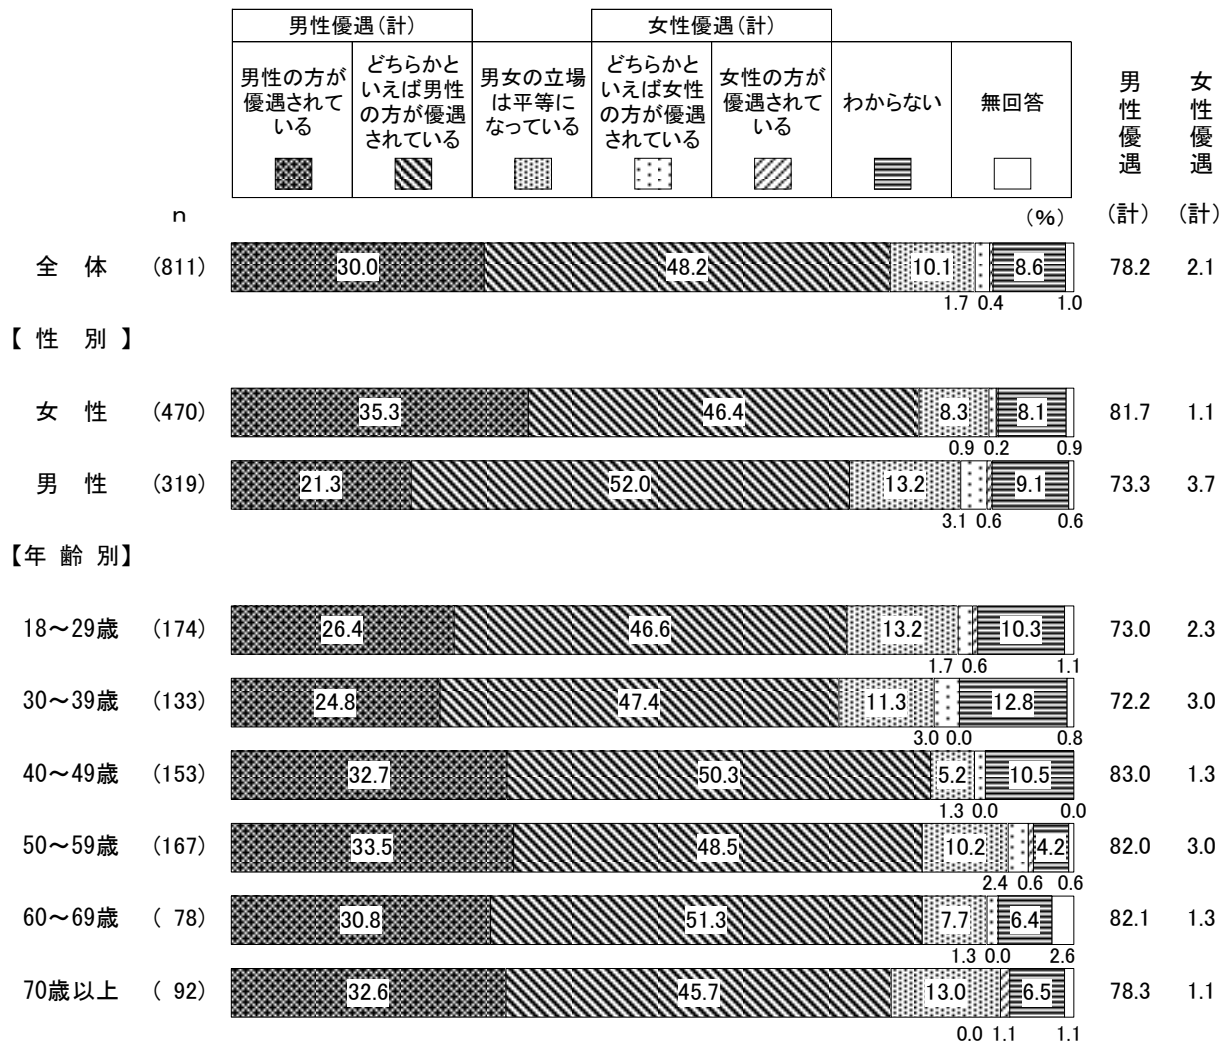 男性優遇（計） 女性優遇（計）
男性の方が優遇されている
どちらかといえば男性の方が優遇されている
男女の立場は平等になっている
どちらかといえば女性の方が優遇されている
女性の方が優遇されている
わからない
無回答
男性優遇（計）
女性優遇（計）
n （％）
全 体 （811） 30.0 48.2 10.1 8.6 78.2 2.1
1.7 0.4 1.0
【 性 別 】
女 性 （470） 35.3 46.4 8.3 8.1 81.7 1.1
0.9 0.2 0.9
男 性 （319） 21.3 52.0 13.2 9.1 73.3 3.7
3.1 0.6 0.6
【年 齢 別】
18～29歳 （174） 26.4 46.6 13.2 10.3 73.0 2.3
1.7 0.6 1.1
30～39歳 （133） 24.8 47.4 11.3 12.8 72.2 3.0
3.0 0.0 0.8
40～49歳 （153） 32.7 50.3 5.2 10.5 83.0 1.3
1.3 0.0 0.0
50～59歳 （167） 33.5 48.5 10.2 4.2 82.0 3.0
2.4 0.6 0.6
60～69歳 （ 78） 30.8 51.3 7.7 6.4 82.1 1.3
1.3 0.0 2.6
70歳以上 （ 92） 32.6 45.7 13.0 6.5 78.3 1.1
0.0 1.1 1.1